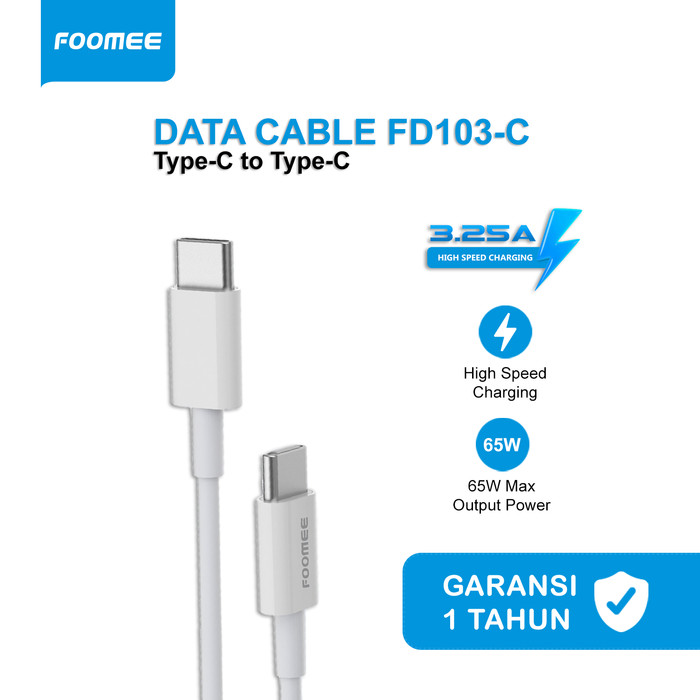 FOOMEE
DATA CABLE FD103-C
Type-C to Type-C
3.25A
HIGH SPEED CHARGING
High Speed
Charging
65W
65W Max
Output Power
FOOMEE
GARANSI
1 TAHUN